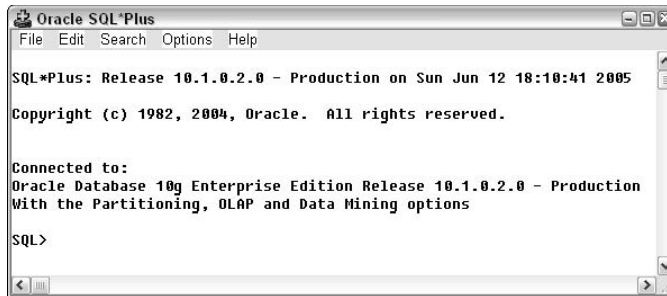 Oracle SQL*Plus
File Edit Search Options Help
SQL*Plus: Release 10.1.0.2.0 - Production on Sun Jun 12 18:10:41 2005
Copyright (c) 1982, 2004, Oracle. All rights reserved.
Connected to:
Oracle Database 10g Enterprise Edition Release 10.1.0.2.0 - Production
With the Partitioning, OLAP and Data Mining options
SQL>